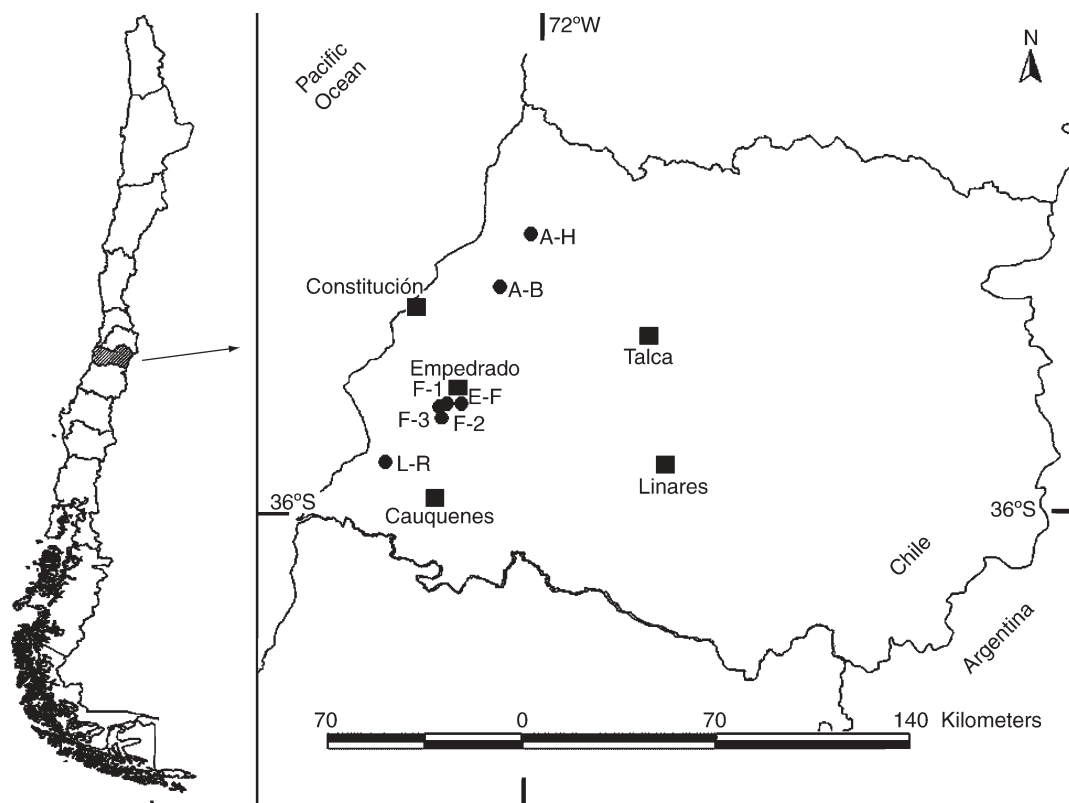 72ºW
N
Pacific
Ocean
A-H
Constitución
A-B
Talca
Empedrado
F-1
E-F
F-3
F-2
L-R
Linares
36ºS
Cauquenes
36ºS
Chile
Argentina
70 0 70 140 Kilometers